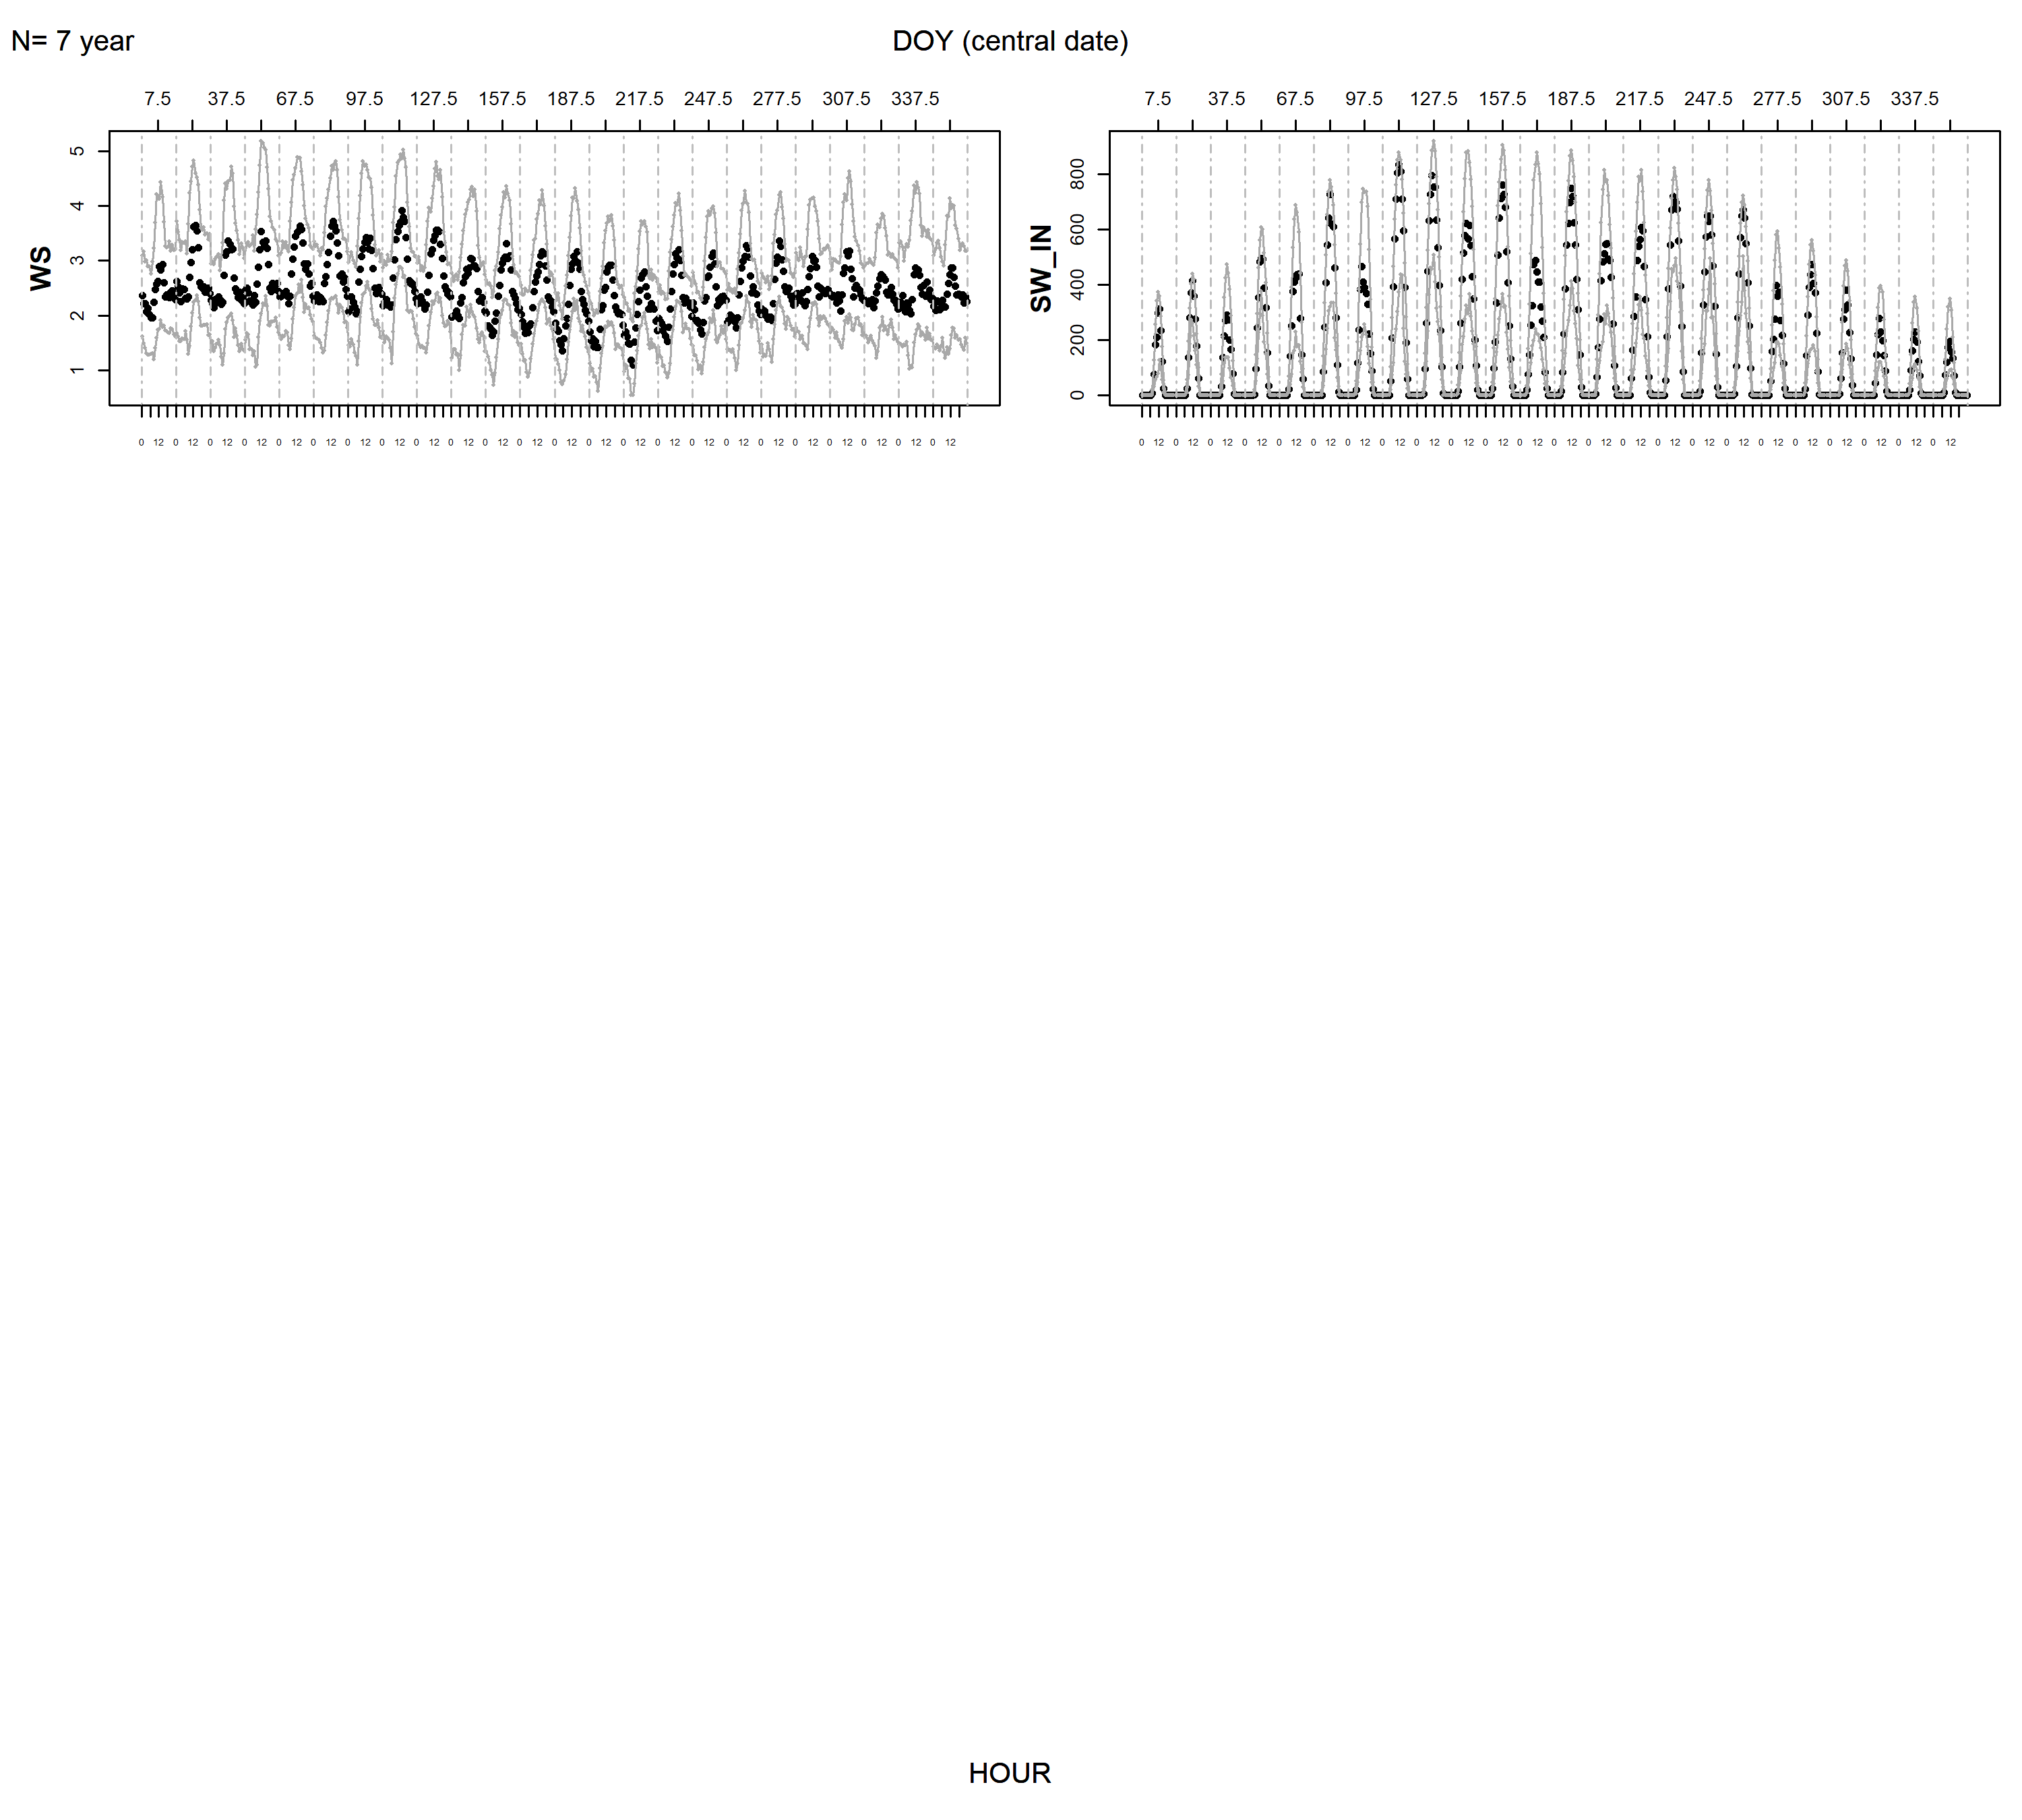 N= 7 year
DOY (central date)
7.5 37.5 67.5 97.5 127.5 157.5 187.5 217.5 247.5 277.5 307.5 337.5
WS
5
4
3
2
1
0 12 0 12 0 12 0 12 0 12 0 12 0 12 0 12 0 12 0 12 0 12 0 12 0 12 0 12 0 12 0 12 0 12 0 12 0 12 0 12 0 12 0 12 0 12 0 12
7.5 37.5 67.5 97.5 127.5 157.5 187.5 217.5 247.5 277.5 307.5 337.5
SW_IN
800
600
400
200
0
0 12 0 12 0 12 0 12 0 12 0 12 0 12 0 12 0 12 0 12 0 12 0 12 0 12 0 12 0 12 0 12 0 12 0 12 0 12 0 12 0 12 0 12 0 12 0 12
HOUR